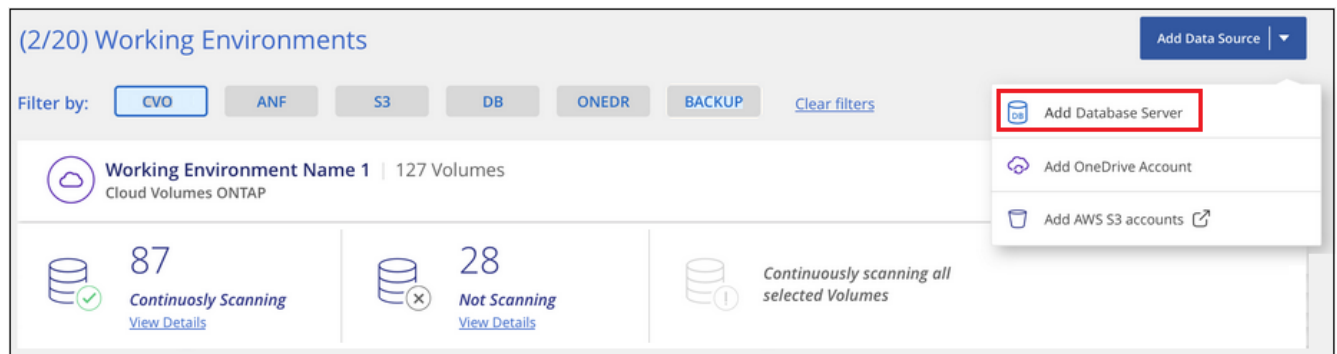 (2/20) Working Environments
Add Data Source
Filter by:
CVO
ANF
S3
DB
ONEDR
BACKUP
Clear filters
DB
Add Database Server
Add OneDrive Account
Add AWS S3 accounts
Working Environment Name 1 | 127 Volumes
Cloud Volumes ONTAP
87
Continuosly Scanning
View Details
28
Not Scanning
View Details
Continuously scanning all
selected Volumes